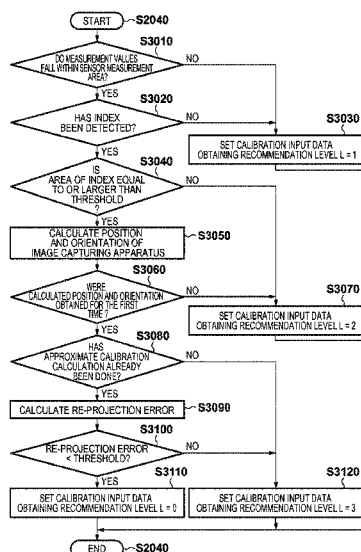 START
S2040
S3010
DO MEASUREMENT VALUES
FALL WITHIN SENSOR MEASUREMENT
AREA?
NO
YES
S3020
HAS INDEX
BEEN DETECTED?
NO
YES
S3030
SET CALIBRATION INPUT DATA
OBTAINING RECOMMENDATION LEVEL L = 1
S3040
IS
AREA OF INDEX EQUAL
TO OR LARGER THAN
THRESHOLD
?
NO
YES
S3050
CALCULATE POSITION
AND ORIENTATION OF
IMAGE CAPTURING APPARATUS
S3060
WERE
CALCULATED POSITION AND ORIENTATION
OBTAINED FOR THE FIRST
TIME?
NO
YES
S3070
SET CALIBRATION INPUT DATA
OBTAINING RECOMMENDATION LEVEL L = 2
S3080
HAS
APPROXIMATE CALIBRATION
CALCULATION ALREADY
BEEN DONE?
NO
YES
S3090
CALCULATE RE-PROJECTION ERROR
S3100
RE-PROJECTION ERROR
< THRESHOLD?
NO
YES
S3110
SET CALIBRATION INPUT DATA
OBTAINING RECOMMENDATION LEVEL L = 0
S3120
SET CALIBRATION INPUT DATA
OBTAINING RECOMMENDATION LEVEL L = 3
END
S2040